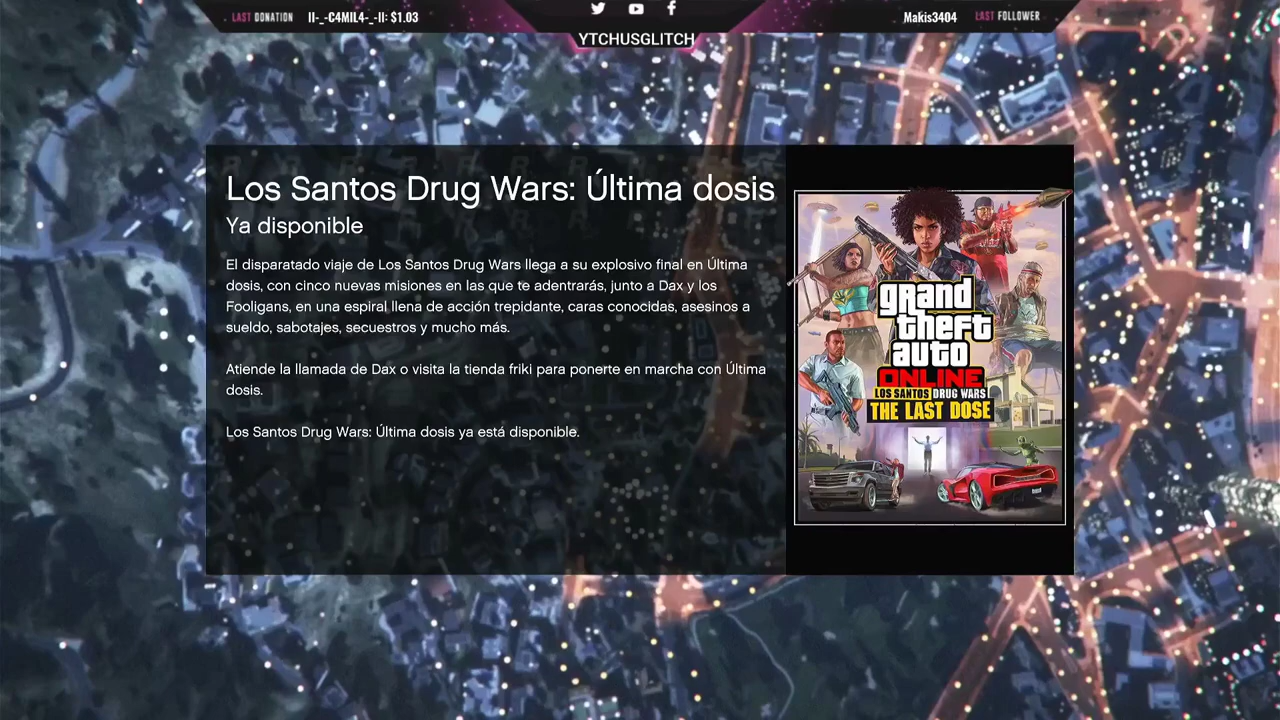 LAST DONATION II-_-C4MIL4-_-II: $1.03
YTCHUSGLITCH
Makis3404 LAST FOLLOWER
Los Santos Drug Wars: Última dosis
Ya disponible
El disparatado viaje de Los Santos Drug Wars llega a su explosivo final en Última
dosis, con cinco nuevas misiones en las que te adentrarás, junto a Dax y los
Fooligans, en una espiral llena de acción trepidante, caras conocidas, asesinos a
sueldo, sabotajes, secuestros y mucho más.
Atiende la llamada de Dax o visita la tienda friki para ponerte en marcha con Última
dosis.
Los Santos Drug Wars: Última dosis ya está disponible.
grand
theft
auto
ONLINE
LOS SANTOS DRUG WARS
THE LAST DOSE